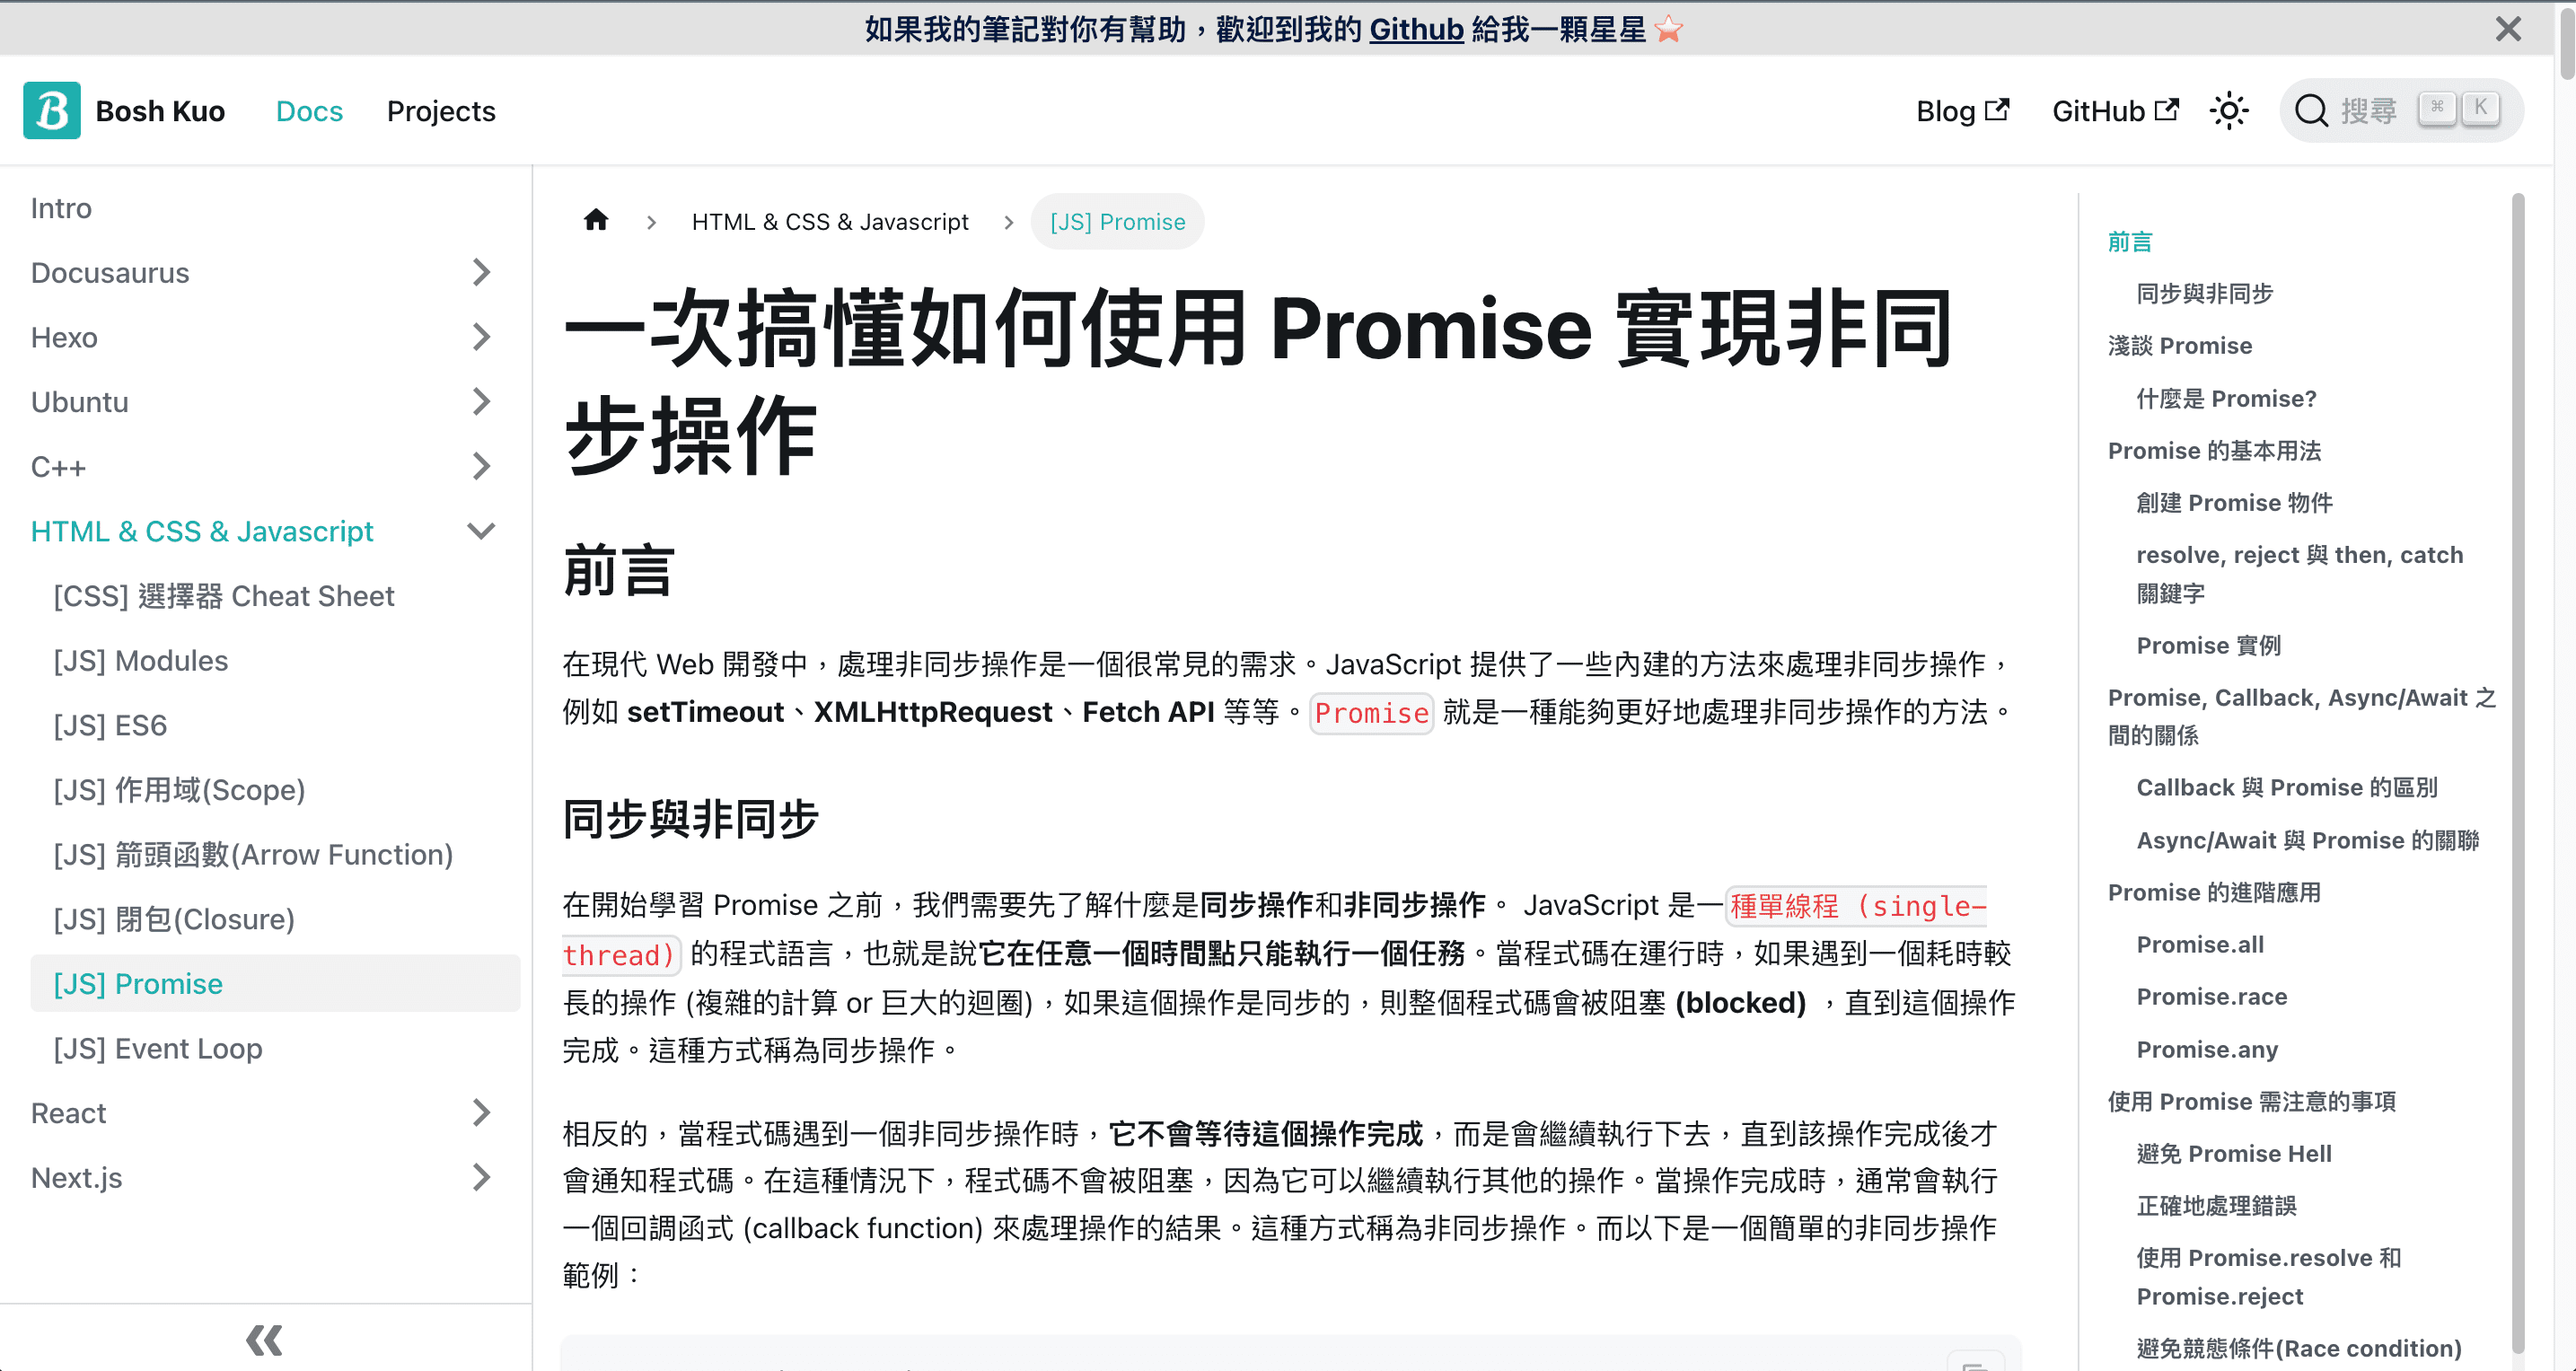 如果我的筆記對你有幫助，歡迎到我的 Github 給我一顆星星⭐
Bosh Kuo
Docs
Projects
Blog
GitHub
搜尋
⌘
K
Intro
Docusaurus
Hexo
Ubuntu
C++
HTML & CSS & Javascript
[CSS] 選擇器 Cheat Sheet
[JS] Modules
[JS] ES6
[JS] 作用域(Scope)
[JS] 箭頭函數(Arrow Function)
[JS] 閉包(Closure)
[JS] Promise
[JS] Event Loop
React
Next.js
HTML & CSS & Javascript
[JS] Promise
一次搞懂如何使用 Promise 實現非同
步操作
前言
在現代 Web 開發中，處理非同步操作是一個很常見的需求。JavaScript 提供了一些內建的方法來處理非同步操作，
例如 setTimeout、XMLHttpRequest、Fetch API 等等。Promise 就是一種能夠更好地處理非同步操作的方法。
同步與非同步
在開始學習 Promise 之前，我們需要先了解什麼是同步操作和非同步操作。 JavaScript 是一種單線程 (single-
thread) 的程式語言，也就是說它在任意一個時間點只能執行一個任務。當程式碼在運行時，如果遇到一個耗時較
長的操作 (複雜的計算 or 巨大的迴圈)，如果這個操作是同步的，則整個程式碼會被阻塞 (blocked) ，直到這個操作
完成。這種方式稱為同步操作。
相反的，當程式碼遇到一個非同步操作時，它不會等待這個操作完成，而是會繼續執行下去，直到該操作完成後才
會通知程式碼。在這種情況下，程式碼不會被阻塞，因為它可以繼續執行其他的操作。當操作完成時，通常會執行
一個回調函式 (callback function) 來處理操作的結果。這種方式稱為非同步操作。而以下是一個簡單的非同步操作
範例：
前言
同步與非同步
淺談 Promise
什麼是 Promise?
Promise 的基本用法
創建 Promise 物件
resolve, reject 與 then, catch
關鍵字
Promise 實例
Promise, Callback, Async/Await 之
間的關係
Callback 與 Promise 的區別
Async/Await 與 Promise 的關聯
Promise 的進階應用
Promise.all
Promise.race
Promise.any
使用 Promise 需注意的事項
避免 Promise Hell
正確地處理錯誤
使用 Promise.resolve 和
Promise.reject
避免競態條件(Race condition)